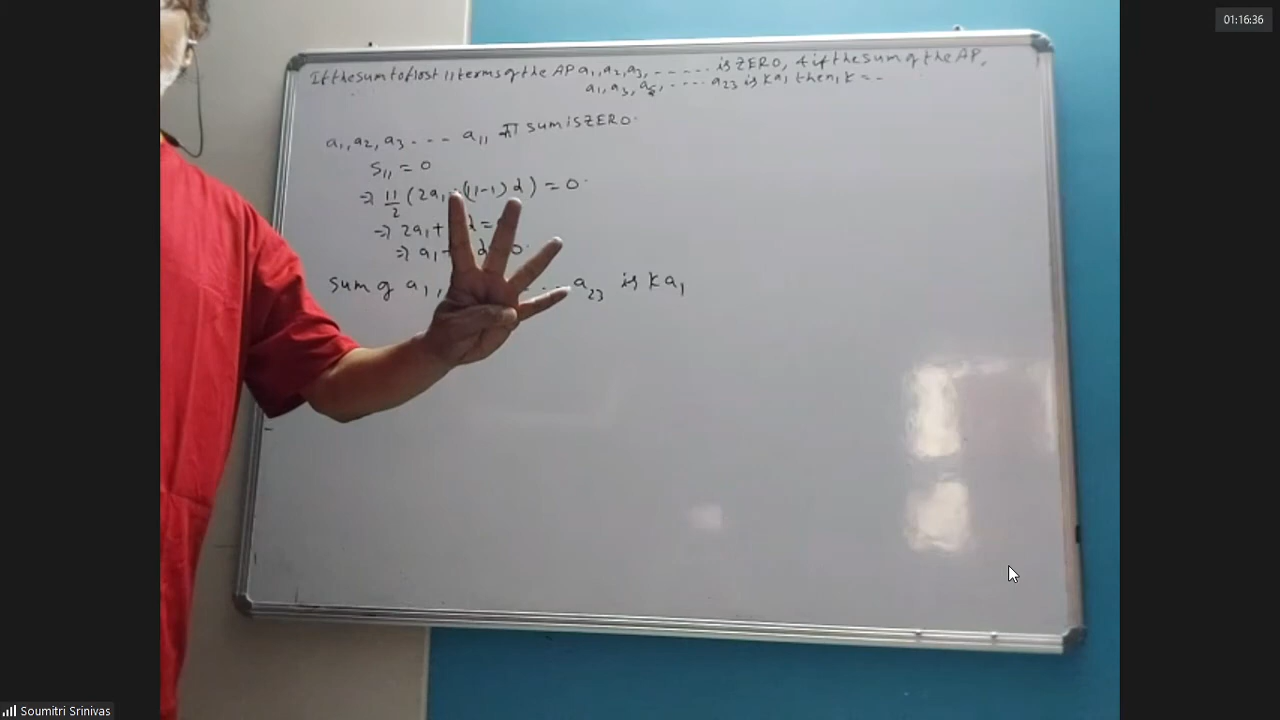 01:16:36
If the sum to first 11 terms of the AP a₁, a₂, a₃, ...... is ZERO, & if the sum of the AP,
a₁, a₃, a₅, ..... a₂₃ is ka₁ then, k = --
a₁, a₂, a₃ .... a₁₁ sum is ZERO.
S₁₁ = 0
⇒ 11/2 (2a₁ (11-1)d) = 0.
⇒ 2a₁ + d =
⇒ a₁ d 0.
Sum of a₁, ... a₂₃ is ka₁
Soumitri Srinivas